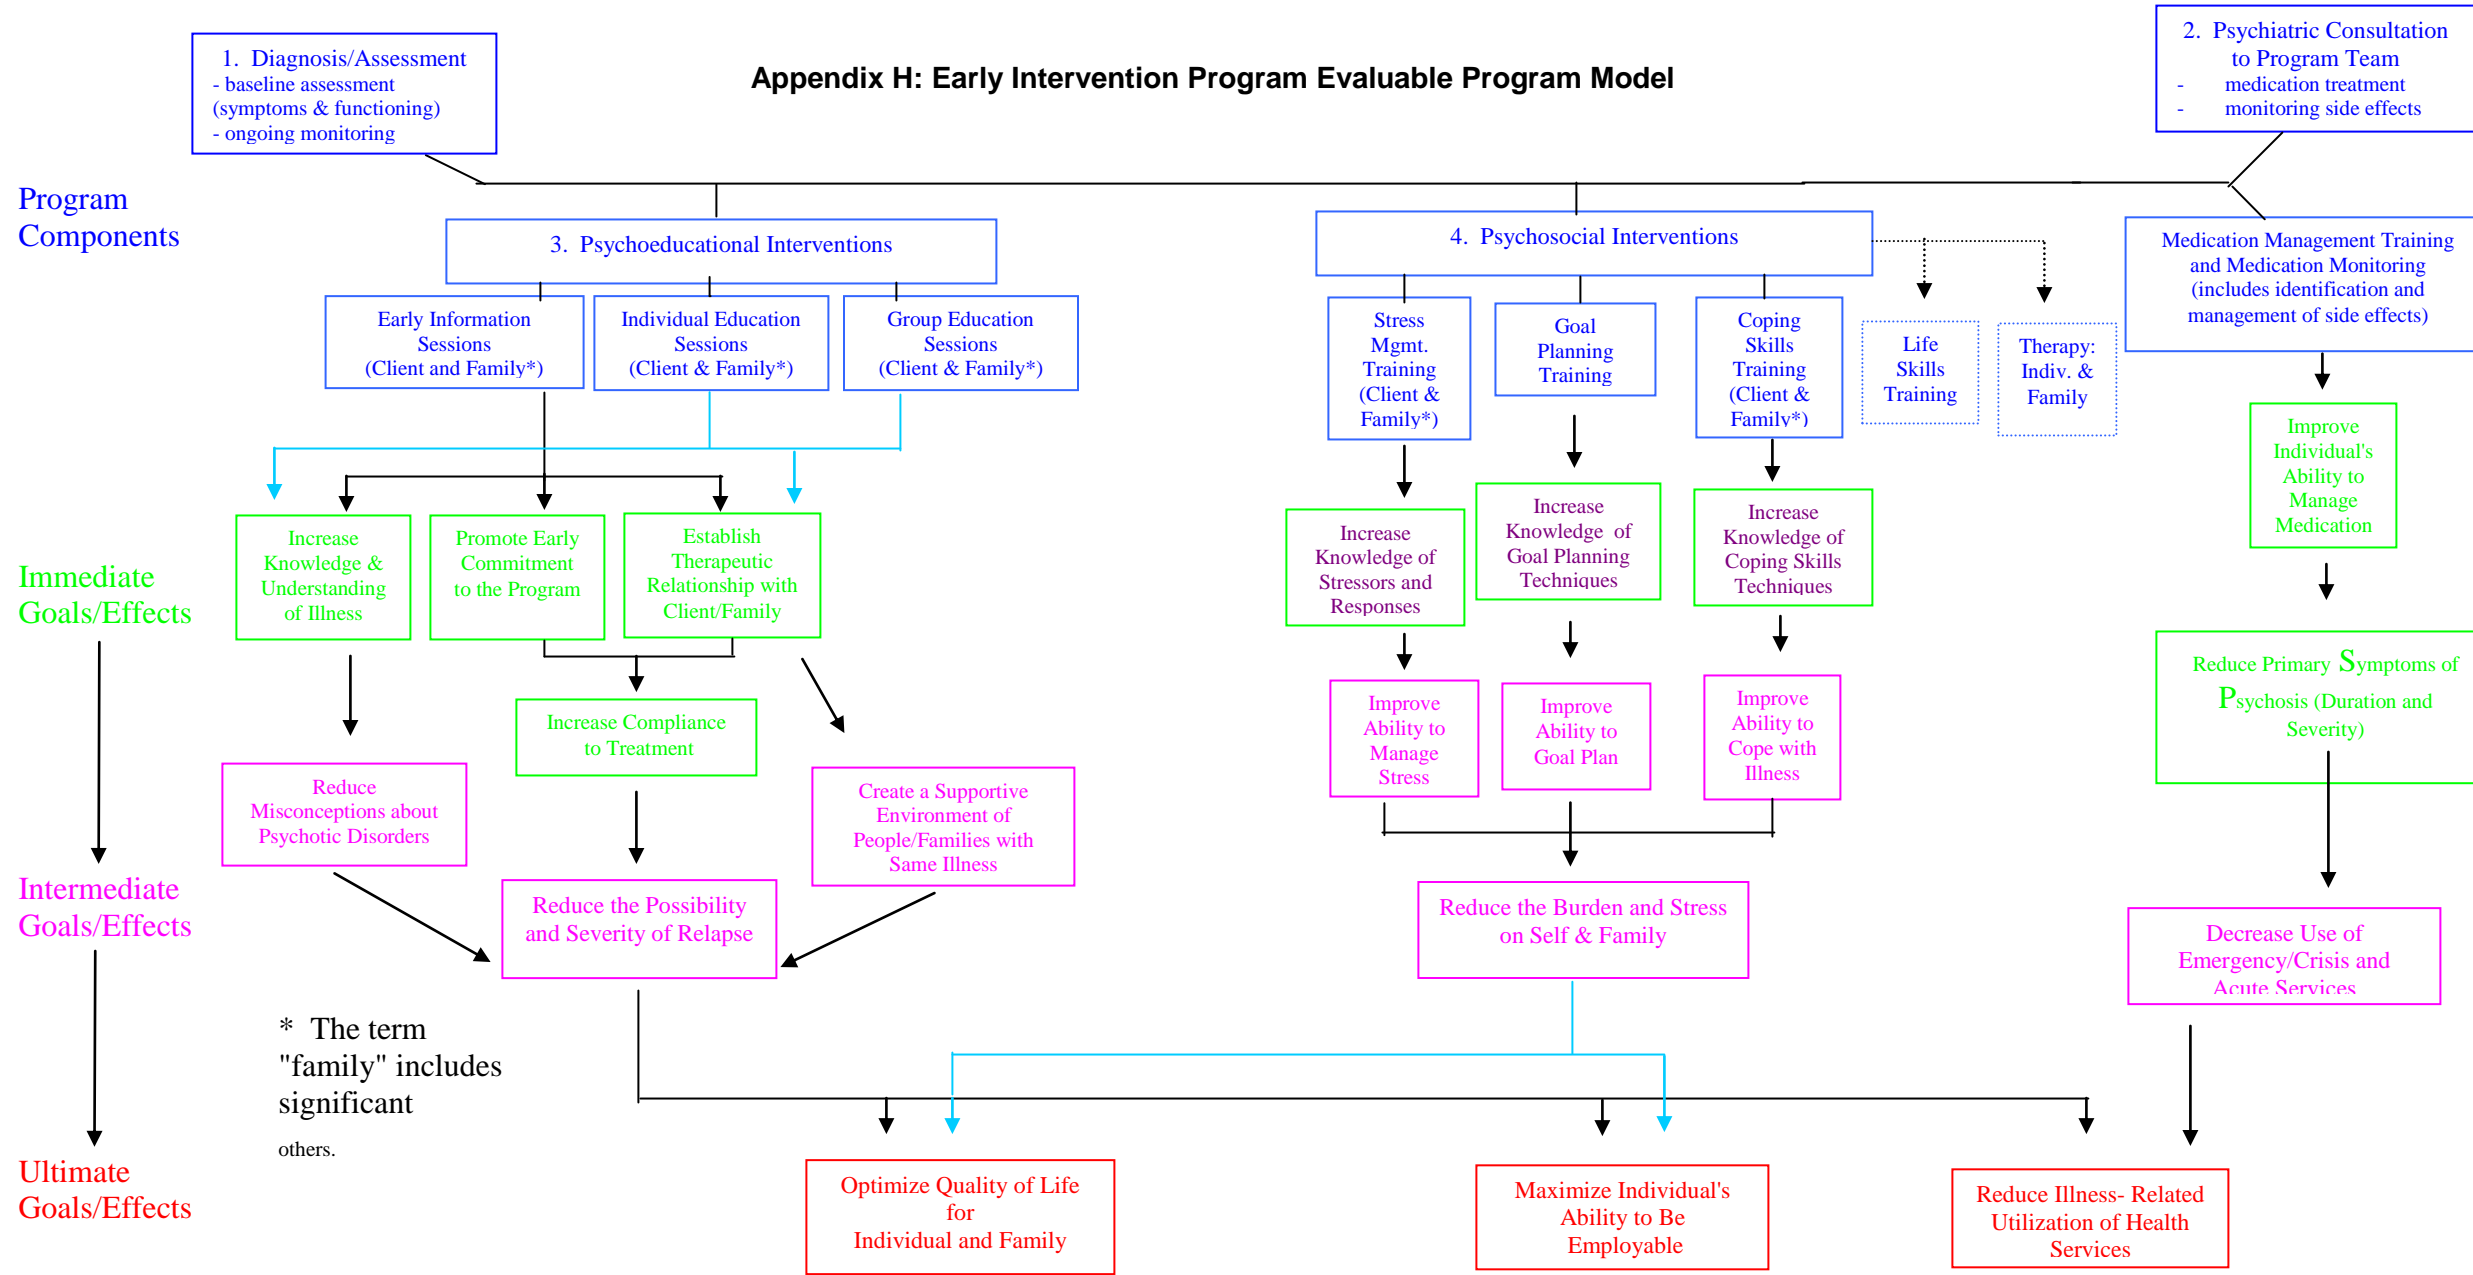 Appendix H: Early Intervention Program Evaluable Program Model
1. Diagnosis/Assessment
- baseline assessment
(symptoms & functioning)
- ongoing monitoring
2. Psychiatric Consultation
to Program Team
- medication treatment
- monitoring side effects
Program
Components
3. Psychoeducational Interventions
4. Psychosocial Interventions
Medication Management Training
and Medication Monitoring
(includes identification and
management of side effects)
Early Information
Sessions
(Client and Family*)
Individual Education
Sessions
(Client & Family*)
Group Education
Sessions
(Client & Family*)
Stress
Mgmt.
Training
(Client &
Family*)
Goal
Planning
Training
Coping
Skills
Training
(Client &
Family*)
Life
Skills
Training
Therapy:
Indiv. &
Family
Improve
Individual's
Ability to
Manage
Medication
Immediate
Goals/Effects
Increase
Knowledge &
Understanding
of Illness
Promote Early
Commitment
to the Program
Establish
Therapeutic
Relationship with
Client/Family
Increase
Knowledge of
Stressors and
Responses
Increase
Knowledge of
Goal Planning
Techniques
Increase
Knowledge of
Coping Skills
Techniques
Reduce Primary Symptoms of
Psychosis (Duration and
Severity)
Increase Compliance
to Treatment
Improve
Ability to
Manage
Stress
Improve
Ability to
Goal Plan
Improve
Ability to
Cope with
Illness
Reduce
Misconceptions about
Psychotic Disorders
Create a Supportive
Environment of
People/Families with
Same Illness
Intermediate
Goals/Effects
Reduce the Possibility
and Severity of Relapse
Reduce the Burden and Stress
on Self & Family
Decrease Use of
Emergency/Crisis and
Acute Services
* The term
"family" includes
significant
others.
Ultimate
Goals/Effects
Optimize Quality of Life
for
Individual and Family
Maximize Individual's
Ability to Be
Employable
Reduce Illness- Related
Utilization of Health
Services